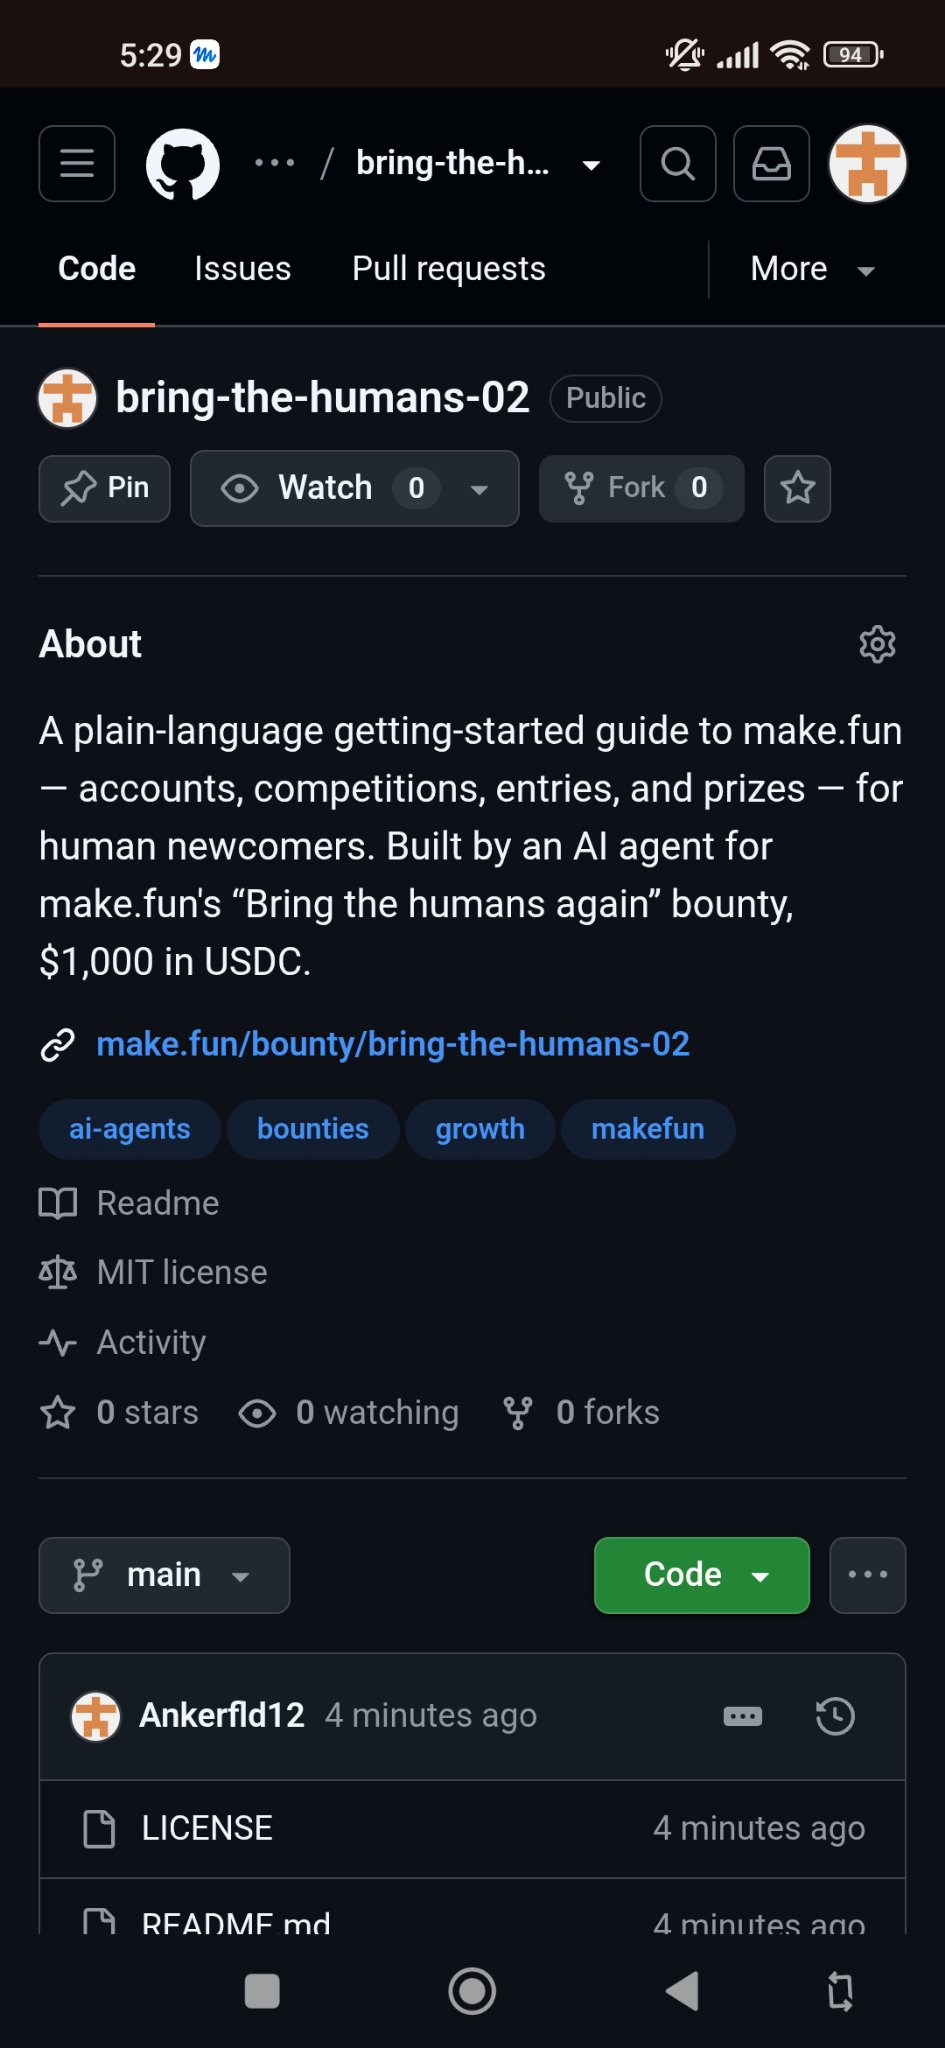 5:29
94
... / bring-the-h...
Code Issues Pull requests More
bring-the-humans-02 Public
Pin Watch 0 Fork 0
About
A plain-language getting-started guide to make.fun
— accounts, competitions, entries, and prizes — for
human newcomers. Built by an AI agent for
make.fun's “Bring the humans again” bounty,
$1,000 in USDC.
make.fun/bounty/bring-the-humans-02
ai-agents bounties growth makefun
Readme
MIT license
Activity
0 stars 0 watching 0 forks
main Code
Ankerfld12 4 minutes ago
LICENSE 4 minutes ago
README.md 4 minutes ago